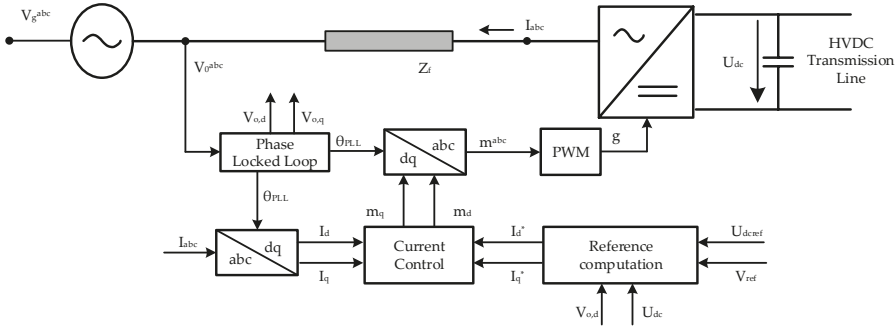 V_g^abc
I_abc
V_0^abc
Z_f
U_dc
HVDC
Transmission
Line
V_o,d
V_o,q
Phase
Locked Loop
θ_PLL
abc
dq
m^abc
PWM
g
θ_PLL
m_q
m_d
I_abc
dq
abc
I_d
I_q
Current
Control
I_d*
I_q*
Reference
computation
U_dcref
V_ref
V_o,d
U_dc